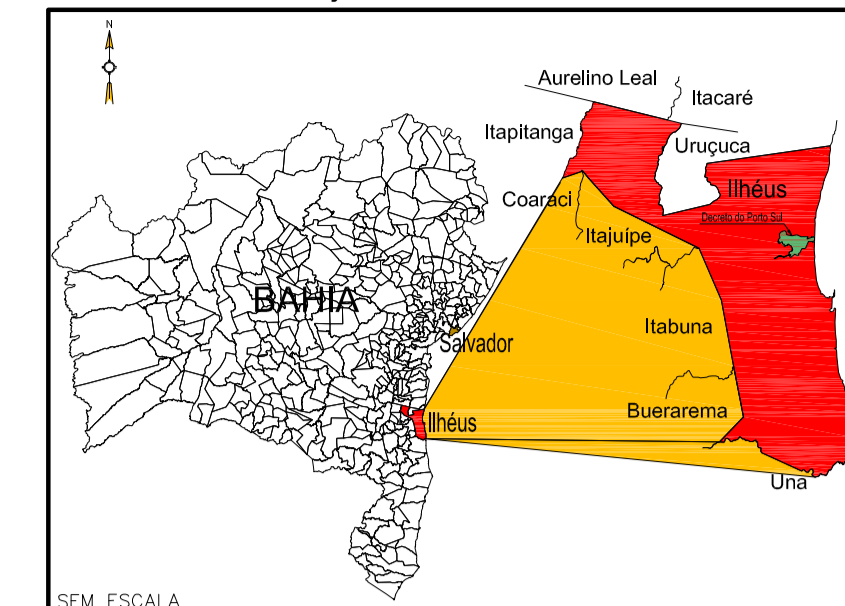 N
Aurelino Leal
Itacaré
Itapitanga
Uruçuca
Ilhéus
Coaraci
Decreto do Porto Sul
Itajuípe
BAHIA
Itabuna
Salvador
Buerarema
Ilhéus
Una
SEM ESCALA